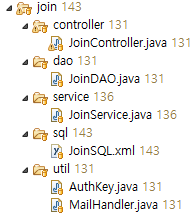 join 143
controller 131
JoinController.java 131
dao 131
JoinDAO.java 131
service 136
JoinService.java 136
sql 143
JoinSQL.xml 143
util 131
AuthKey.java 131
MailHandler.java 131